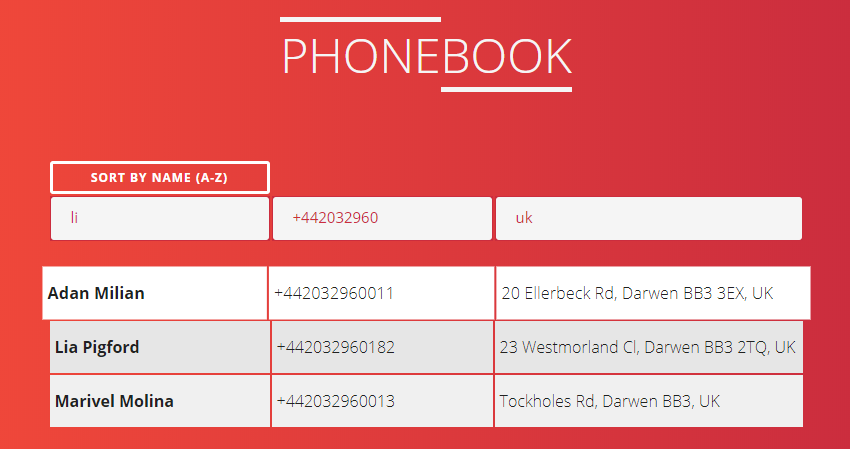 PHONEBOOK
SORT BY NAME (A-Z)
li +442032960 uk
Adan Milian +442032960011 20 Ellerbeck Rd, Darwen BB3 3EX, UK
Lia Pigford +442032960182 23 Westmorland Cl, Darwen BB3 2TQ, UK
Marivel Molina +442032960013 Tockholes Rd, Darwen BB3, UK